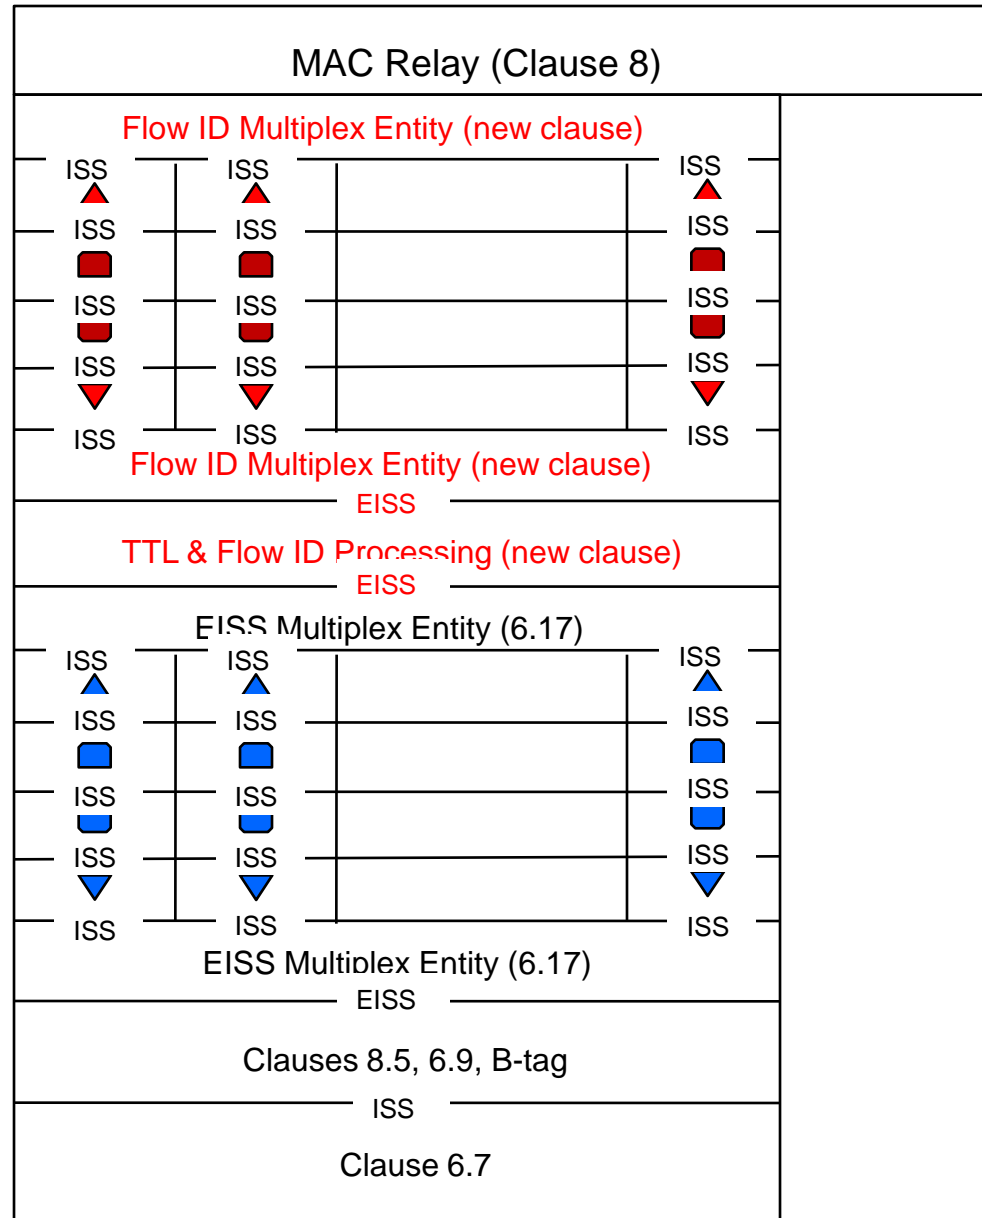 MAC Relay (Clause 8)
Flow ID Multiplex Entity (new clause)
ISS ISS ISS
ISS ISS ISS
ISS ISS ISS
ISS ISS ISS
ISS ISS ISS
Flow ID Multiplex Entity (new clause)
EISS
TTL & Flow ID Processing (new clause)
EISS
EISS Multiplex Entity (6.17)
ISS ISS ISS
ISS ISS ISS
ISS ISS ISS
ISS ISS ISS
ISS ISS ISS
EISS Multiplex Entity (6.17)
EISS
Clauses 8.5, 6.9, B-tag
ISS
Clause 6.7